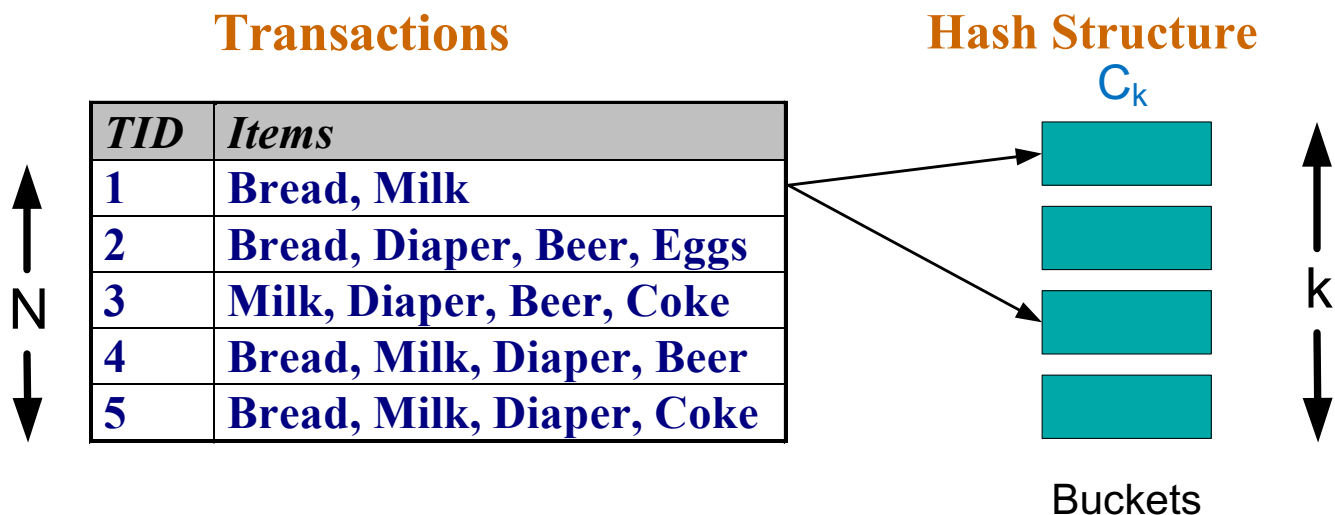 Transactions
Hash Structure
C_k
TID Items
1 Bread, Milk
2 Bread, Diaper, Beer, Eggs
3 Milk, Diaper, Beer, Coke
4 Bread, Milk, Diaper, Beer
5 Bread, Milk, Diaper, Coke
N
k
Buckets